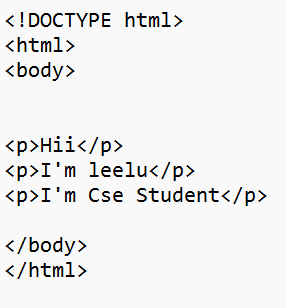 <!DOCTYPE html>
<html>
<body>
<p>Hii</p>
<p>I'm leelu</p>
<p>I'm Cse Student</p>
</body>
</html>